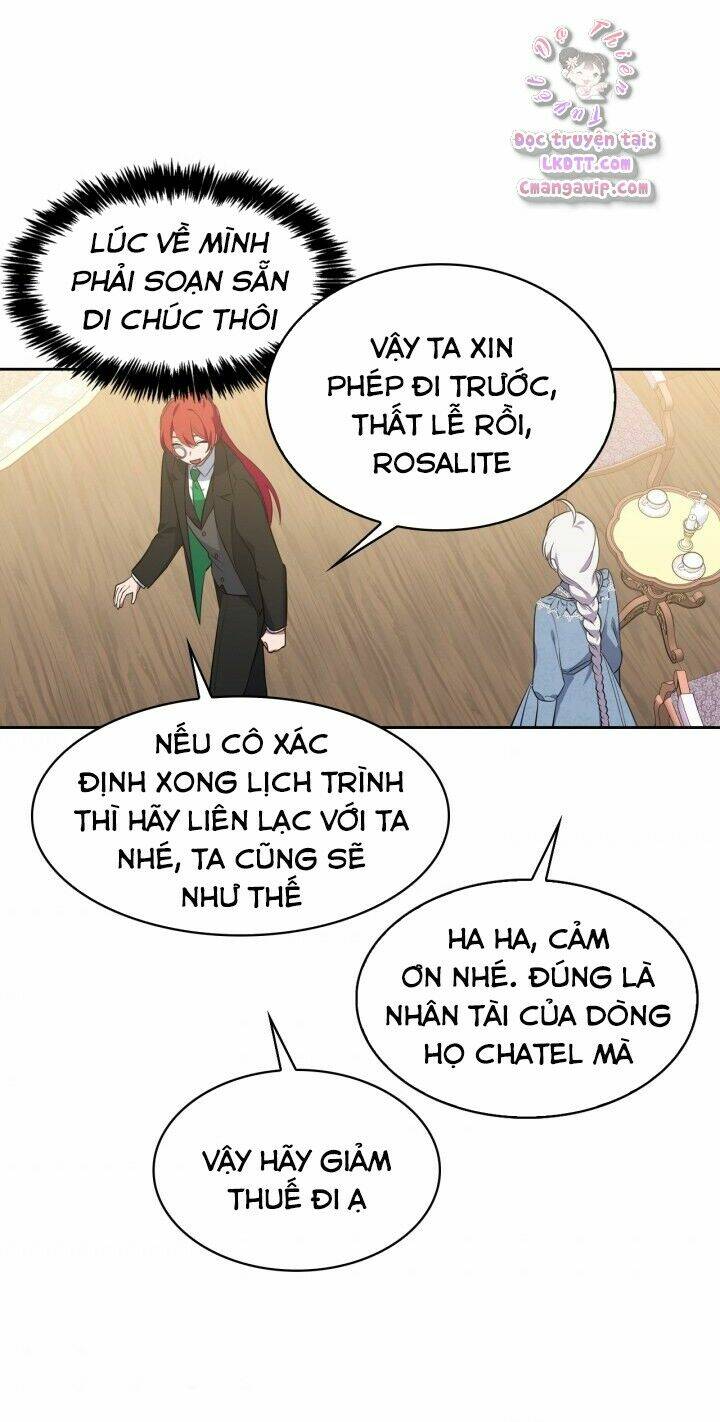 Dạ Thiên
Tuyết
Đọc truyện tại:
LKDTT.com
Cmangavip.com
LÚC VỀ MÌNH
PHẢI SOẠN SẴN
DI CHÚC THÔI
VẬY TA XIN
PHÉP ĐI TRƯỚC,
THẤT LỄ RỒI,
ROSALITE
NẾU CÔ XÁC
ĐỊNH XONG LỊCH TRÌNH
THÌ HÃY LIÊN LẠC VỚI TA
NHÉ, TA CŨNG SẼ
NHƯ THẾ
HA HA, CẢM
ƠN NHÉ. ĐÚNG LÀ
NHÂN TÀI CỦA DÒNG
HỌ CHATEL MÀ
VẬY HÃY GIẢM
THUẾ ĐI Ạ